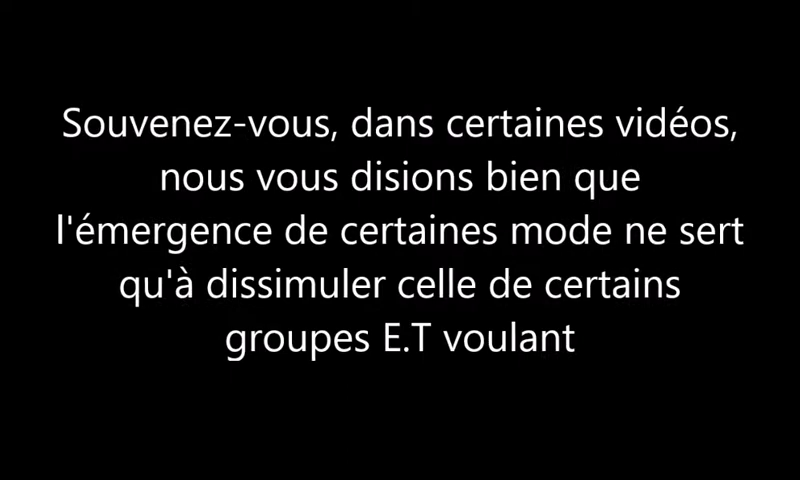 Souvenez-vous, dans certaines vidéos,
nous vous disions bien que
l'émergence de certaines mode ne sert
qu'à dissimuler celle de certains
groupes E.T voulant